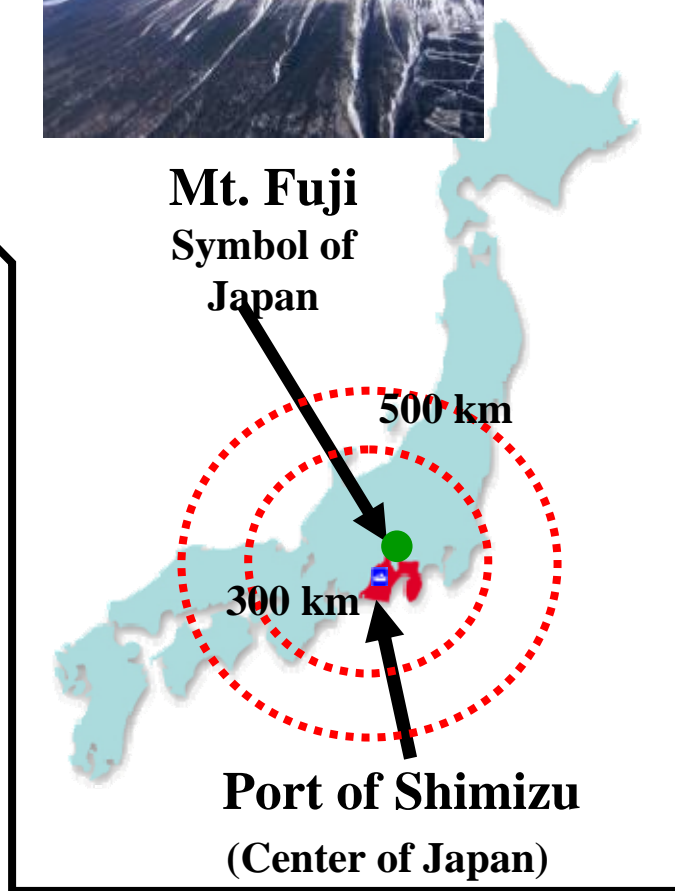 Mt. Fuji
Symbol of
Japan
500 km
300 km
Port of Shimizu
(Center of Japan)